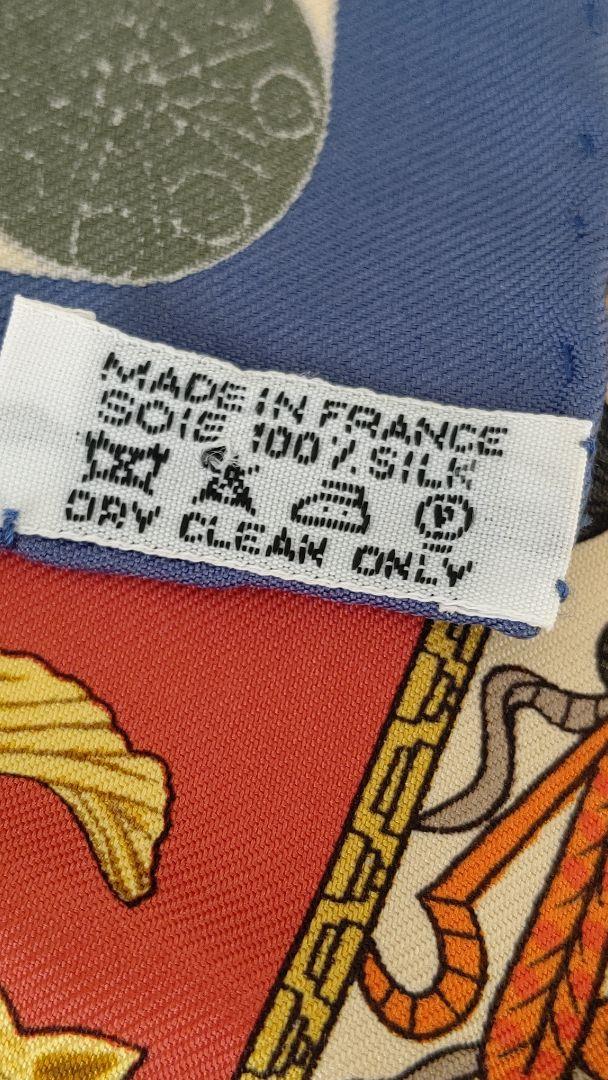 MADE IN FRANCE
SOIE 100 % SILK
P
DRY CLEAN ONLY